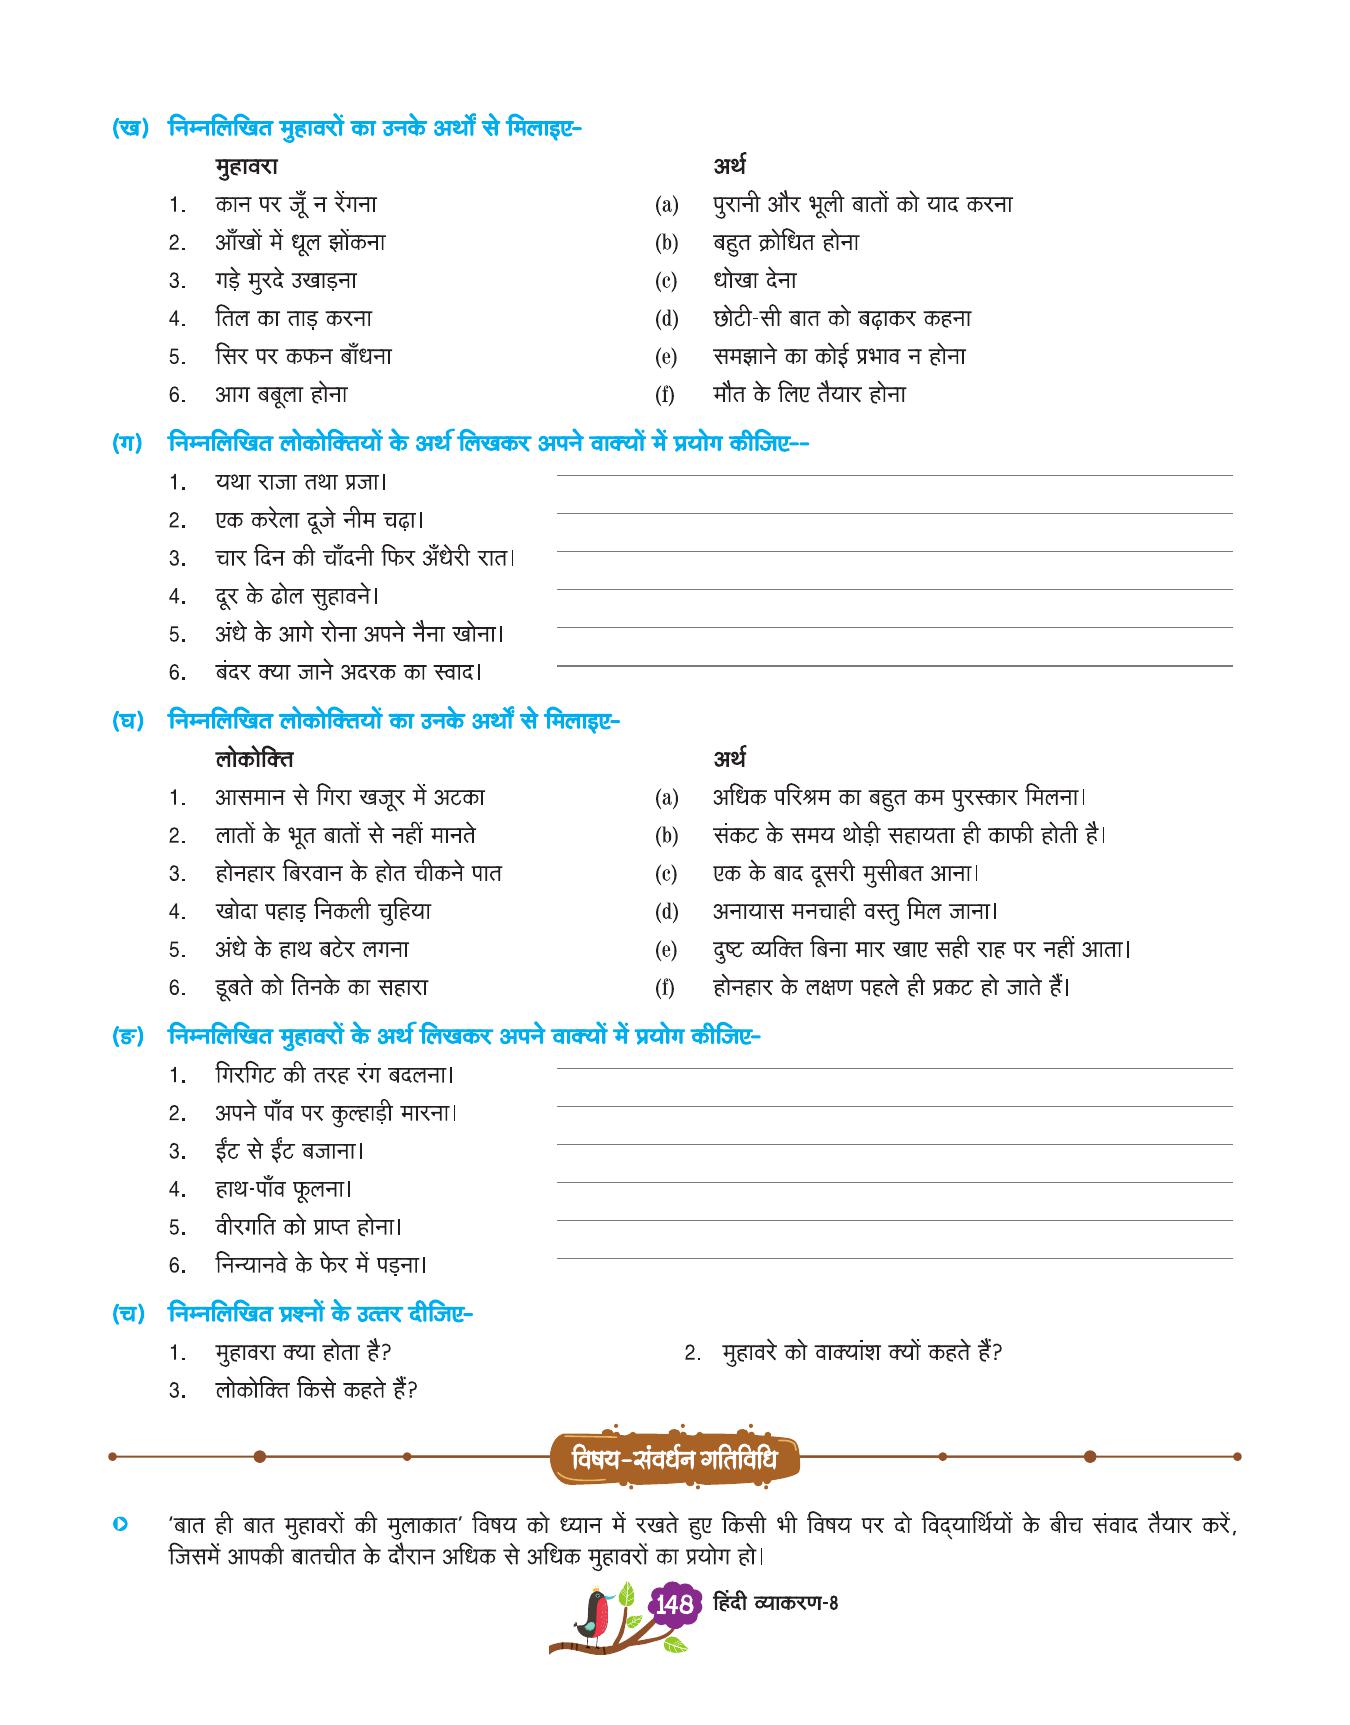 (ख) निम्नलिखित मुहावरों का उनके अर्थों से मिलाइए-
मुहावरा अर्थ
1. कान पर जूँ न रेंगना (a) पुरानी और भूली बातों को याद करना
2. आँखों में धूल झोंकना (b) बहुत क्रोधित होना
3. गड़े मुरदे उखाड़ना (c) धोखा देना
4. तिल का ताड़ करना (d) छोटी-सी बात को बढ़ाकर कहना
5. सिर पर कफन बाँधना (e) समझाने का कोई प्रभाव न होना
6. आग बबूला होना (f) मौत के लिए तैयार होना
(ग) निम्नलिखित लोकोक्तियों के अर्थ लिखकर अपने वाक्यों में प्रयोग कीजिए--
1. यथा राजा तथा प्रजा।
2. एक करेला दूजे नीम चढ़ा।
3. चार दिन की चाँदनी फिर अँधेरी रात।
4. दूर के ढोल सुहावने।
5. अंधे के आगे रोना अपने नैना खोना।
6. बंदर क्या जाने अदरक का स्वाद।
(घ) निम्नलिखित लोकोक्तियों का उनके अर्थों से मिलाइए-
लोकोक्ति अर्थ
1. आसमान से गिरा खजूर में अटका (a) अधिक परिश्रम का बहुत कम पुरस्कार मिलना।
2. लातों के भूत बातों से नहीं मानते (b) संकट के समय थोड़ी सहायता ही काफी होती है।
3. होनहार बिरवान के होत चीकने पात (c) एक के बाद दूसरी मुसीबत आना।
4. खोदा पहाड़ निकली चुहिया (d) अनायास मनचाही वस्तु मिल जाना।
5. अंधे के हाथ बटेर लगना (e) दुष्ट व्यक्ति बिना मार खाए सही राह पर नहीं आता।
6. डूबते को तिनके का सहारा (f) होनहार के लक्षण पहले ही प्रकट हो जाते हैं।
(ङ) निम्नलिखित मुहावरों के अर्थ लिखकर अपने वाक्यों में प्रयोग कीजिए-
1. गिरगिट की तरह रंग बदलना।
2. अपने पाँव पर कुल्हाड़ी मारना।
3. ईंट से ईंट बजाना।
4. हाथ-पाँव फूलना।
5. वीरगति को प्राप्त होना।
6. निन्यानवे के फेर में पड़ना।
(च) निम्नलिखित प्रश्नों के उत्तर दीजिए-
1. मुहावरा क्या होता है? 2. मुहावरे को वाक्यांश क्यों कहते हैं?
3. लोकोक्ति किसे कहते हैं?
विषय-संवर्धन गतिविधि
'बात ही बात मुहावरों की मुलाकात' विषय को ध्यान में रखते हुए किसी भी विषय पर दो विद्‌यार्थियों के बीच संवाद तैयार करें,
जिसमें आपकी बातचीत के दौरान अधिक से अधिक मुहावरों का प्रयोग हो।
148 हिंदी व्याकरण-8